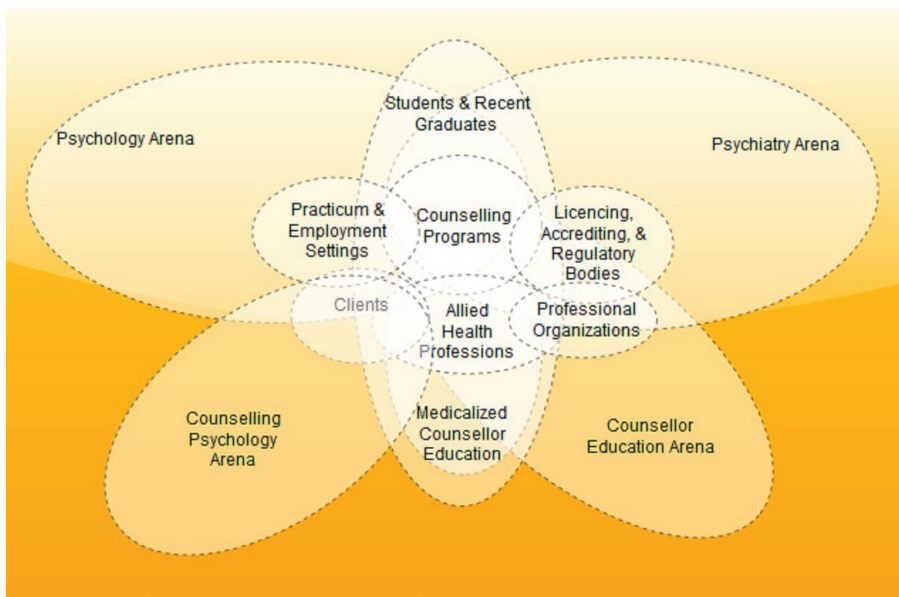 Students & Recent
Graduates
Psychology Arena
Psychiatry Arena
Practicum &
Employment
Settings
Counselling
Programs
Licencing,
Accrediting, &
Regulatory
Bodies
Clients
Allied
Health
Professions
Professional
Organizations
Counselling
Psychology
Arena
Medicalized
Counsellor
Education
Counsellor
Education Arena